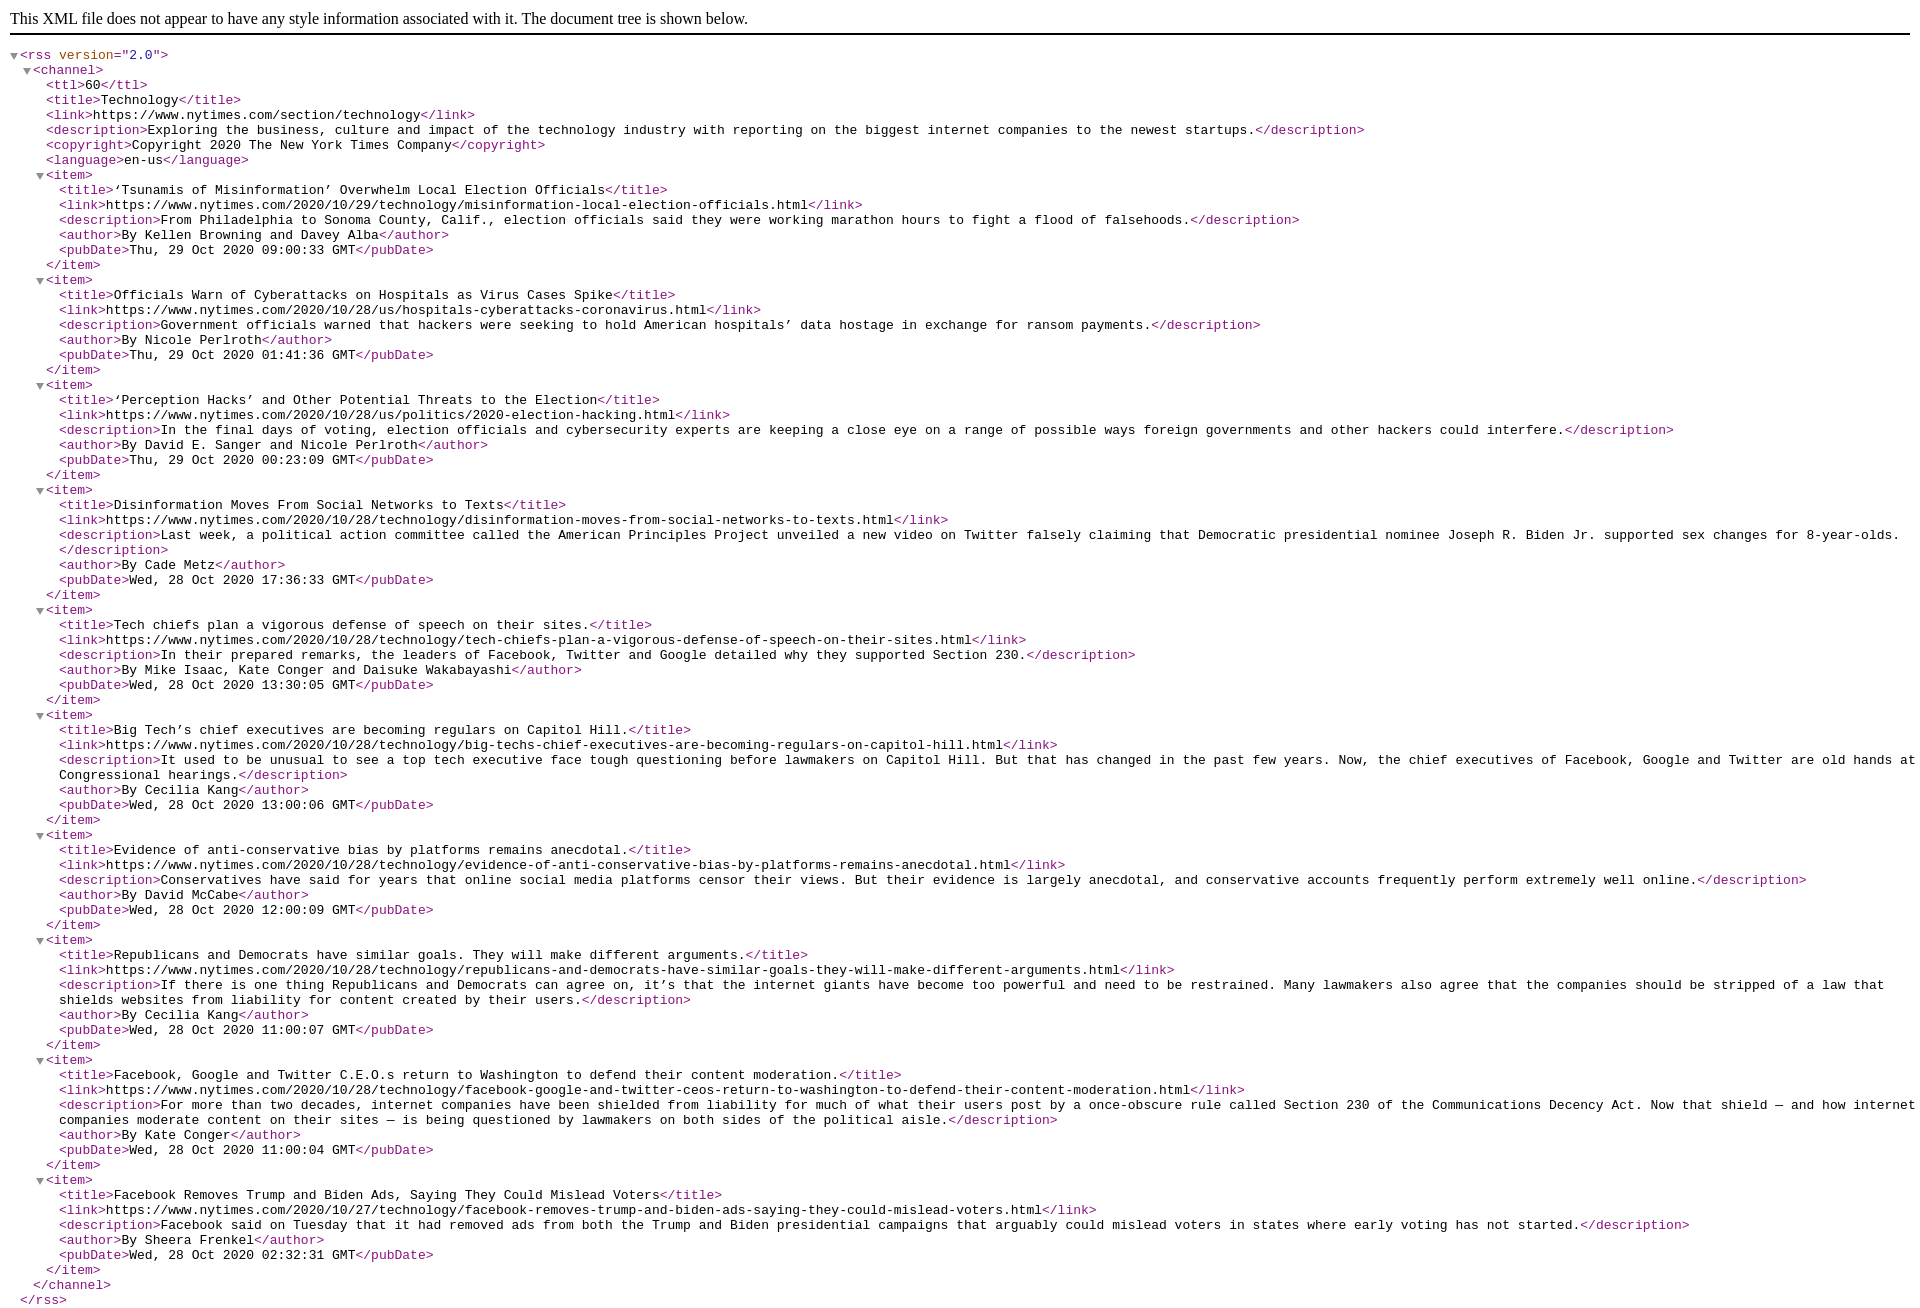 This XML file does not appear to have any style information associated with it. The document tree is shown below.
<rss version="2.0">
<channel>
<ttl>60</ttl>
<title>Technology</title>
<link>https://www.nytimes.com/section/technology</link>
<description>Exploring the business, culture and impact of the technology industry with reporting on the biggest internet companies to the newest startups.</description>
<copyright>Copyright 2020 The New York Times Company</copyright>
<language>en-us</language>
<item>
<title>‘Tsunamis of Misinformation’ Overwhelm Local Election Officials</title>
<link>https://www.nytimes.com/2020/10/29/technology/misinformation-local-election-officials.html</link>
<description>From Philadelphia to Sonoma County, Calif., election officials said they were working marathon hours to fight a flood of falsehoods.</description>
<author>By Kellen Browning and Davey Alba</author>
<pubDate>Thu, 29 Oct 2020 09:00:33 GMT</pubDate>
</item>
<item>
<title>Officials Warn of Cyberattacks on Hospitals as Virus Cases Spike</title>
<link>https://www.nytimes.com/2020/10/28/us/hospitals-cyberattacks-coronavirus.html</link>
<description>Government officials warned that hackers were seeking to hold American hospitals’ data hostage in exchange for ransom payments.</description>
<author>By Nicole Perlroth</author>
<pubDate>Thu, 29 Oct 2020 01:41:36 GMT</pubDate>
</item>
<item>
<title>‘Perception Hacks’ and Other Potential Threats to the Election</title>
<link>https://www.nytimes.com/2020/10/28/us/politics/2020-election-hacking.html</link>
<description>In the final days of voting, election officials and cybersecurity experts are keeping a close eye on a range of possible ways foreign governments and other hackers could interfere.</description>
<author>By David E. Sanger and Nicole Perlroth</author>
<pubDate>Thu, 29 Oct 2020 00:23:09 GMT</pubDate>
</item>
<item>
<title>Disinformation Moves From Social Networks to Texts</title>
<link>https://www.nytimes.com/2020/10/28/technology/disinformation-moves-from-social-networks-to-texts.html</link>
<description>Last week, a political action committee called the American Principles Project unveiled a new video on Twitter falsely claiming that Democratic presidential nominee Joseph R. Biden Jr. supported sex changes for 8-year-olds.
</description>
<author>By Cade Metz</author>
<pubDate>Wed, 28 Oct 2020 17:36:33 GMT</pubDate>
</item>
<item>
<title>Tech chiefs plan a vigorous defense of speech on their sites.</title>
<link>https://www.nytimes.com/2020/10/28/technology/tech-chiefs-plan-a-vigorous-defense-of-speech-on-their-sites.html</link>
<description>In their prepared remarks, the leaders of Facebook, Twitter and Google detailed why they supported Section 230.</description>
<author>By Mike Isaac, Kate Conger and Daisuke Wakabayashi</author>
<pubDate>Wed, 28 Oct 2020 13:30:05 GMT</pubDate>
</item>
<item>
<title>Big Tech’s chief executives are becoming regulars on Capitol Hill.</title>
<link>https://www.nytimes.com/2020/10/28/technology/big-techs-chief-executives-are-becoming-regulars-on-capitol-hill.html</link>
<description>It used to be unusual to see a top tech executive face tough questioning before lawmakers on Capitol Hill. But that has changed in the past few years. Now, the chief executives of Facebook, Google and Twitter are old hands at
Congressional hearings.</description>
<author>By Cecilia Kang</author>
<pubDate>Wed, 28 Oct 2020 13:00:06 GMT</pubDate>
</item>
<item>
<title>Evidence of anti-conservative bias by platforms remains anecdotal.</title>
<link>https://www.nytimes.com/2020/10/28/technology/evidence-of-anti-conservative-bias-by-platforms-remains-anecdotal.html</link>
<description>Conservatives have said for years that online social media platforms censor their views. But their evidence is largely anecdotal, and conservative accounts frequently perform extremely well online.</description>
<author>By David McCabe</author>
<pubDate>Wed, 28 Oct 2020 12:00:09 GMT</pubDate>
</item>
<item>
<title>Republicans and Democrats have similar goals. They will make different arguments.</title>
<link>https://www.nytimes.com/2020/10/28/technology/republicans-and-democrats-have-similar-goals-they-will-make-different-arguments.html</link>
<description>If there is one thing Republicans and Democrats can agree on, it’s that the internet giants have become too powerful and need to be restrained. Many lawmakers also agree that the companies should be stripped of a law that
shields websites from liability for content created by their users.</description>
<author>By Cecilia Kang</author>
<pubDate>Wed, 28 Oct 2020 11:00:07 GMT</pubDate>
</item>
<item>
<title>Facebook, Google and Twitter C.E.O.s return to Washington to defend their content moderation.</title>
<link>https://www.nytimes.com/2020/10/28/technology/facebook-google-and-twitter-ceos-return-to-washington-to-defend-their-content-moderation.html</link>
<description>For more than two decades, internet companies have been shielded from liability for much of what their users post by a once-obscure rule called Section 230 of the Communications Decency Act. Now that shield — and how internet
companies moderate content on their sites — is being questioned by lawmakers on both sides of the political aisle.</description>
<author>By Kate Conger</author>
<pubDate>Wed, 28 Oct 2020 11:00:04 GMT</pubDate>
</item>
<item>
<title>Facebook Removes Trump and Biden Ads, Saying They Could Mislead Voters</title>
<link>https://www.nytimes.com/2020/10/27/technology/facebook-removes-trump-and-biden-ads-saying-they-could-mislead-voters.html</link>
<description>Facebook said on Tuesday that it had removed ads from both the Trump and Biden presidential campaigns that arguably could mislead voters in states where early voting has not started.</description>
<author>By Sheera Frenkel</author>
<pubDate>Wed, 28 Oct 2020 02:32:31 GMT</pubDate>
</item>
</channel>
</rss>